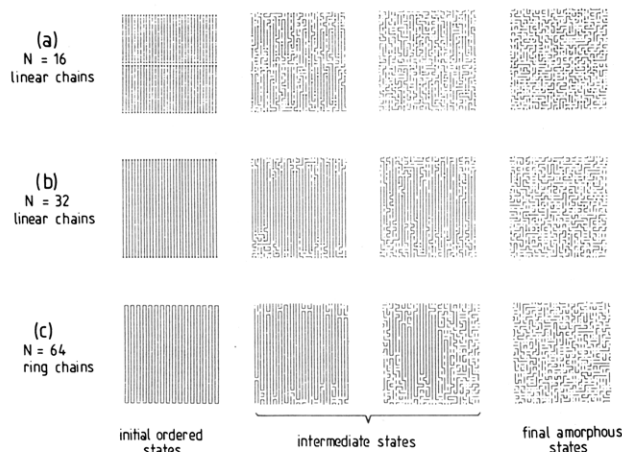 (a)
N = 16
linear chains
(b)
N = 32
linear chains
(c)
N = 64
ring chains
initial ordered
states
intermediate states
final amorphous
states